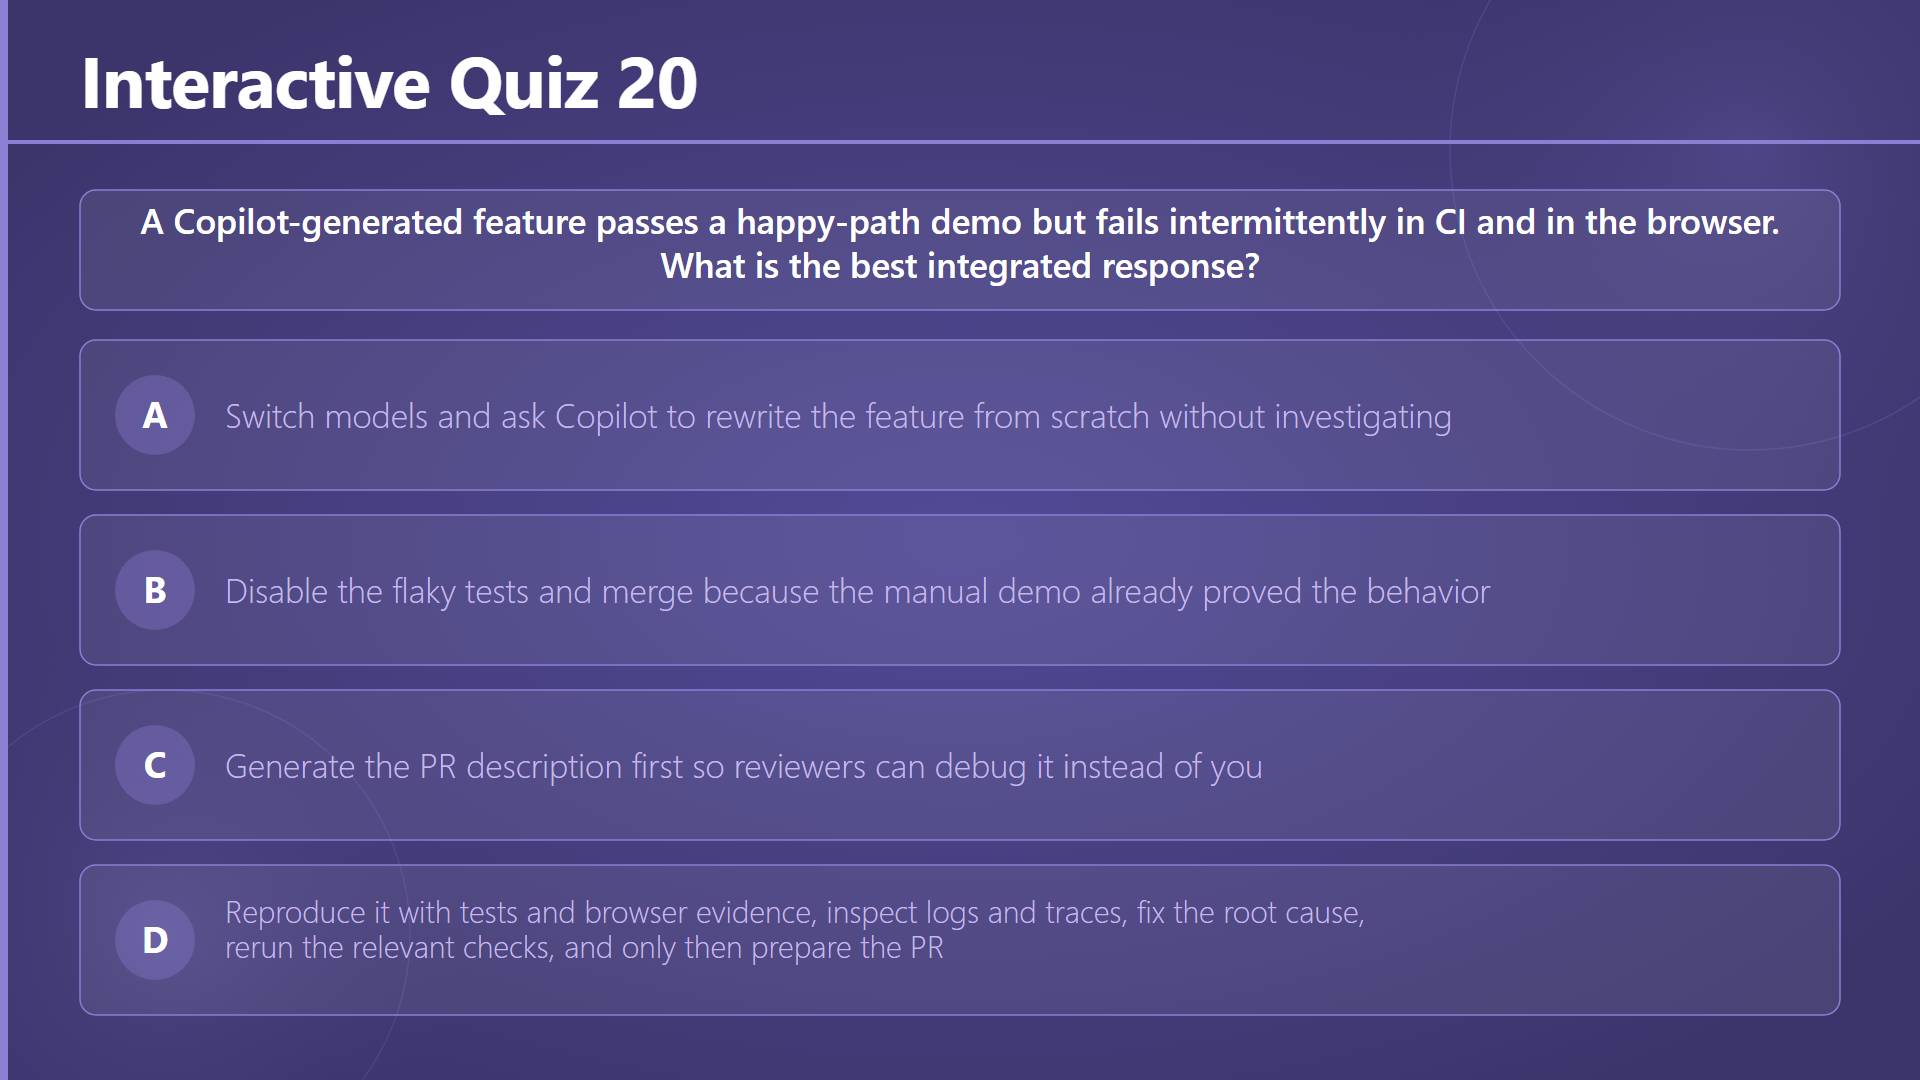 Interactive Quiz 20
A Copilot-generated feature passes a happy-path demo but fails intermittently in CI and in the browser.
What is the best integrated response?
A
Switch models and ask Copilot to rewrite the feature from scratch without investigating
B
Disable the flaky tests and merge because the manual demo already proved the behavior
C
Generate the PR description first so reviewers can debug it instead of you
D
Reproduce it with tests and browser evidence, inspect logs and traces, fix the root cause,
rerun the relevant checks, and only then prepare the PR